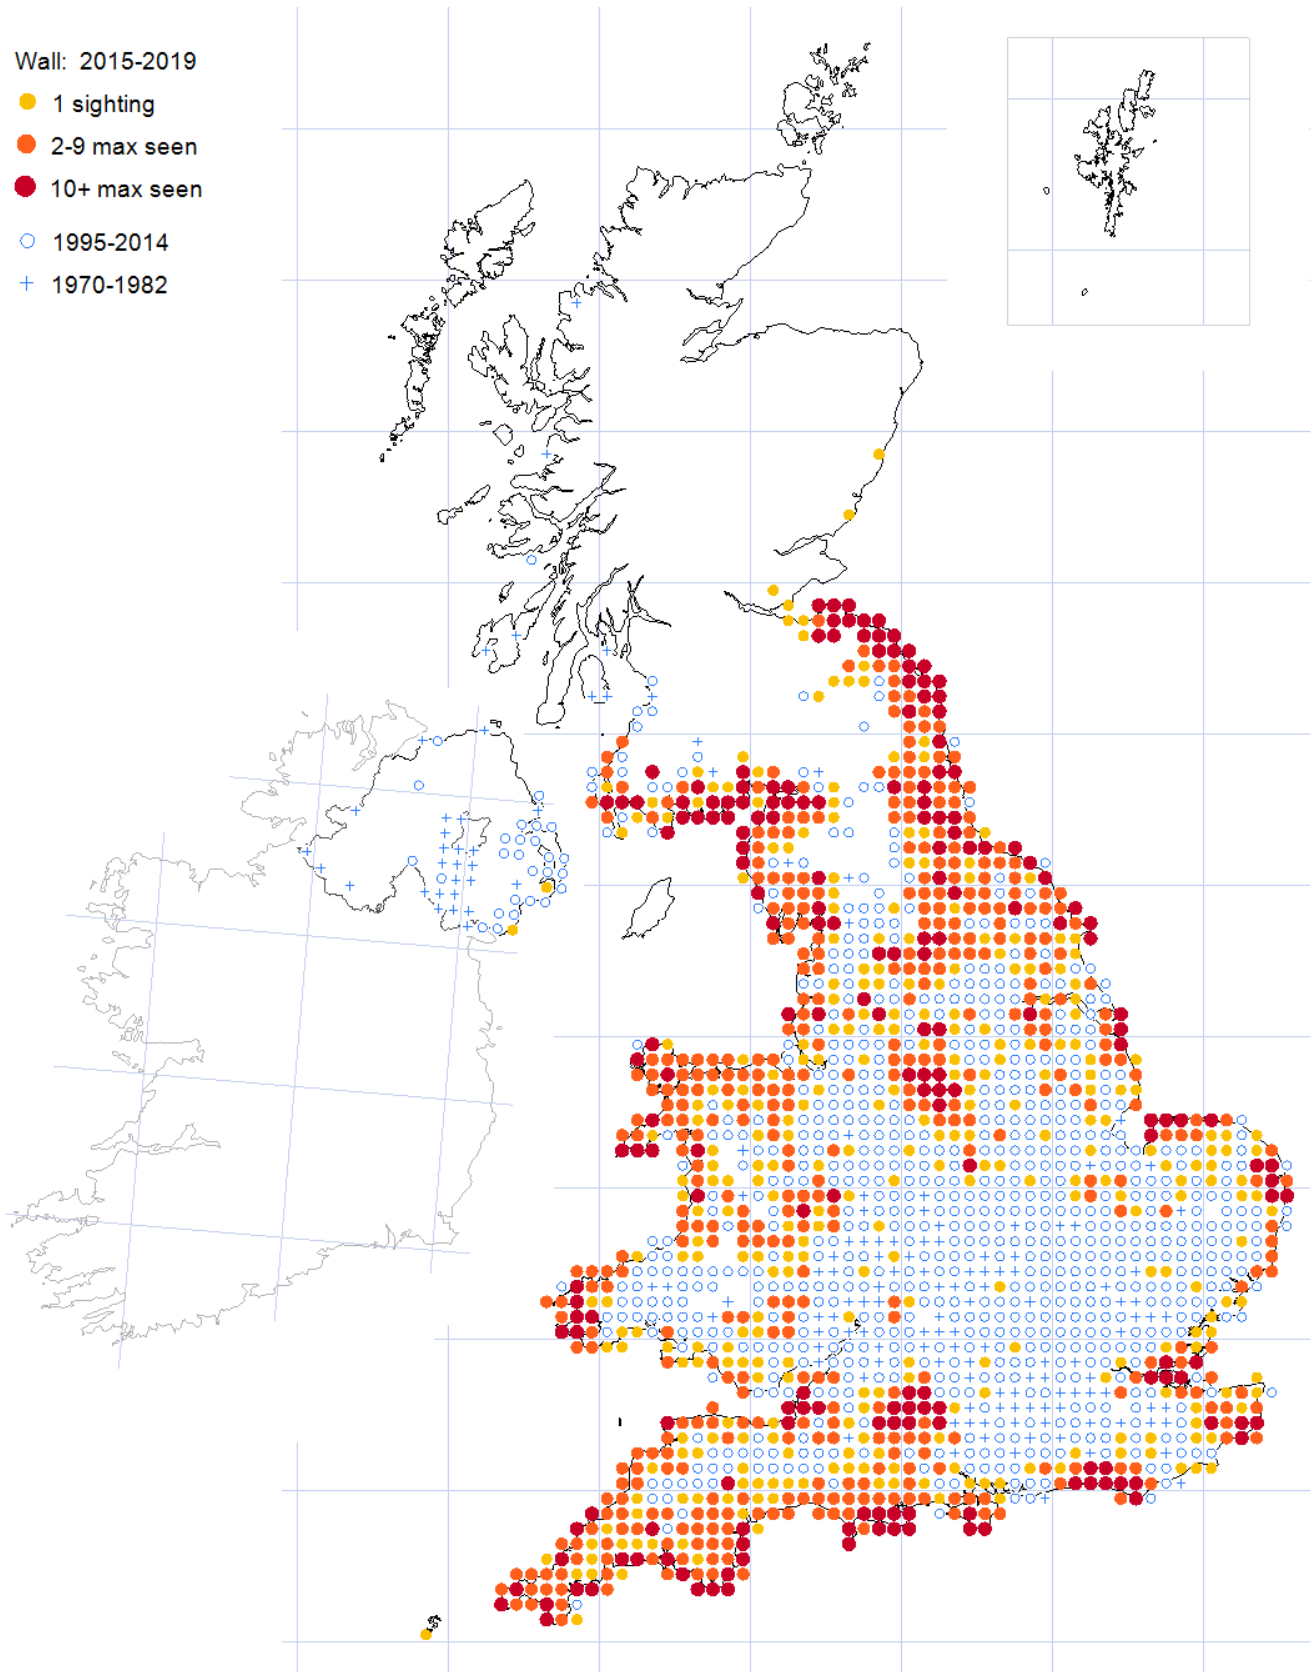 Wall: 2015-2019
1 sighting
2-9 max seen
10+ max seen
1995-2014
1970-1982